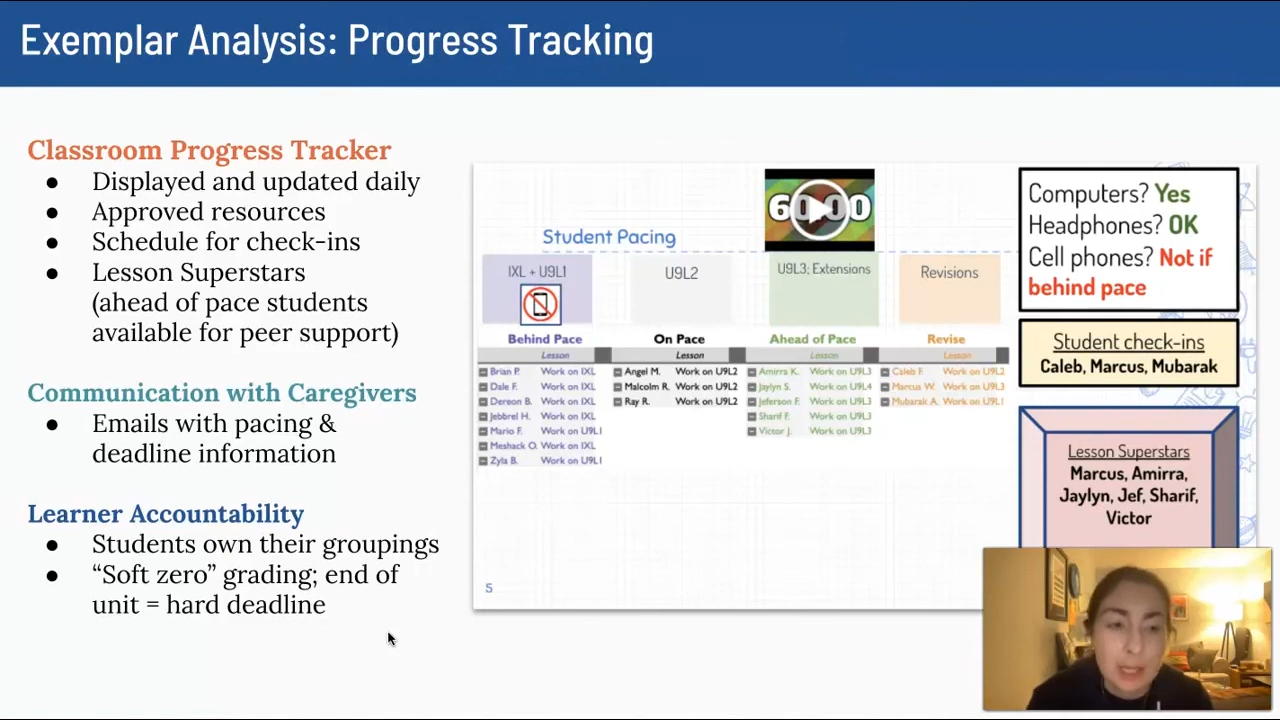 Exemplar Analysis: Progress Tracking
Classroom Progress Tracker
● Displayed and updated daily
● Approved resources
● Schedule for check-ins
● Lesson Superstars
(ahead of pace students
available for peer support)
Communication with Caregivers
● Emails with pacing &
deadline information
Learner Accountability
● Students own their groupings
● “Soft zero” grading; end of
unit = hard deadline
60:00
Student Pacing
IXL + U9L1
U9L2
U9L3; Extensions
Revisions
Behind Pace
Lesson
Brian P. Work on IXL
Dale F. Work on IXL
Dereon B. Work on IXL
Jebbrel H. Work on IXL
Mario F. Work on U9L1
Meshack O. Work on IXL
Zyla B. Work on U9L1
On Pace
Lesson
Angel M. Work on U9L2
Malcolm R. Work on U9L2
Ray R. Work on U9L2
Ahead of Pace
Lesson
Amirra K. Work on U9L3
Jaylyn S. Work on U9L4
Jeferson F. Work on U9L3
Sharif F. Work on U9L3
Victor J. Work on U9L3
Revise
Lesson
Caleb F. Work on U9L2
Marcus W. Work on U9L3
Mubarak A. Work on U9L1
Computers? Yes
Headphones? OK
Cell phones? Not if
behind pace
Student check-ins
Caleb, Marcus, Mubarak
Lesson Superstars
Marcus, Amirra,
Jaylyn, Jef, Sharif,
Victor
5